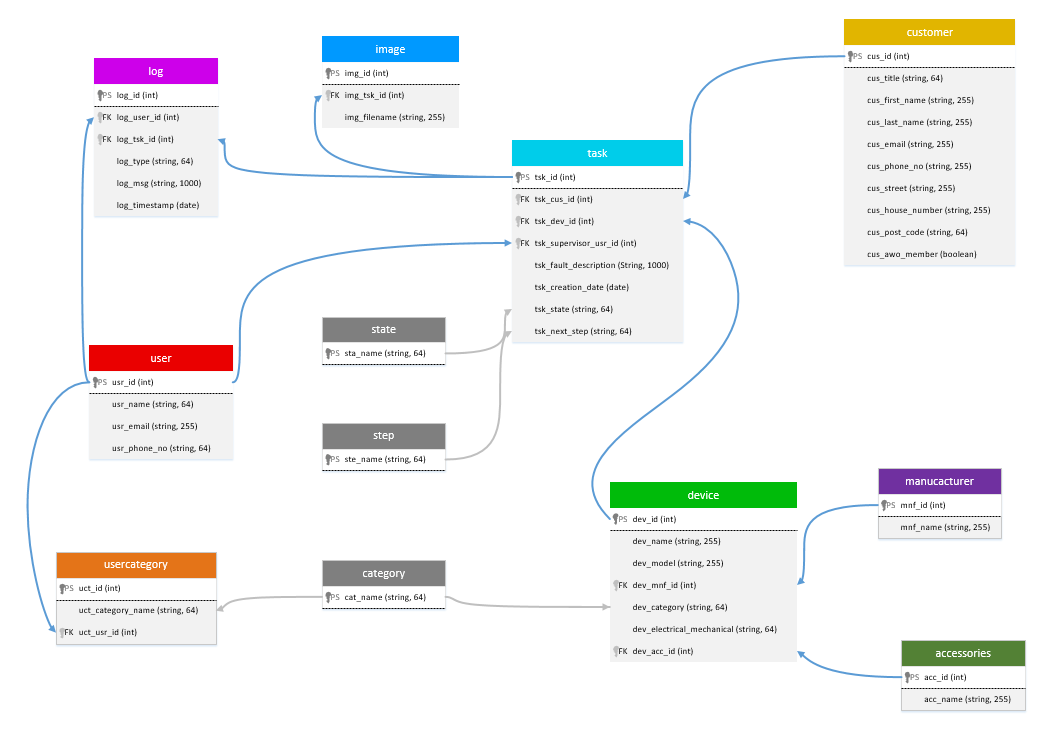 log
PS log_id (int)
FK log_user_id (int)
FK log_tsk_id (int)
log_type (string, 64)
log_msg (string, 1000)
log_timestamp (date)
image
PS img_id (int)
FK img_tsk_id (int)
img_filename (string, 255)
customer
PS cus_id (int)
cus_title (string, 64)
cus_first_name (string, 255)
cus_last_name (string, 255)
cus_email (string, 255)
cus_phone_no (string, 255)
cus_street (string, 255)
cus_house_number (string, 255)
cus_post_code (string, 64)
cus_awo_member (boolean)
task
PS tsk_id (int)
FK tsk_cus_id (int)
FK tsk_dev_id (int)
FK tsk_supervisor_usr_id (int)
tsk_fault_description (String, 1000)
tsk_creation_date (date)
tsk_state (string, 64)
tsk_next_step (string, 64)
state
PS sta_name (string, 64)
user
PS usr_id (int)
usr_name (string, 64)
usr_email (string, 255)
usr_phone_no (string, 64)
step
PS ste_name (string, 64)
device
PS dev_id (int)
dev_name (string, 255)
dev_model (string, 255)
FK dev_mnf_id (int)
dev_category (string, 64)
dev_electrical_mechanical (string, 64)
FK dev_acc_id (int)
manucacturer
PS mnf_id (int)
mnf_name (string, 255)
usercategory
PS uct_id (int)
uct_category_name (string, 64)
FK uct_usr_id (int)
category
PS cat_name (string, 64)
accessories
PS acc_id (int)
acc_name (string, 255)